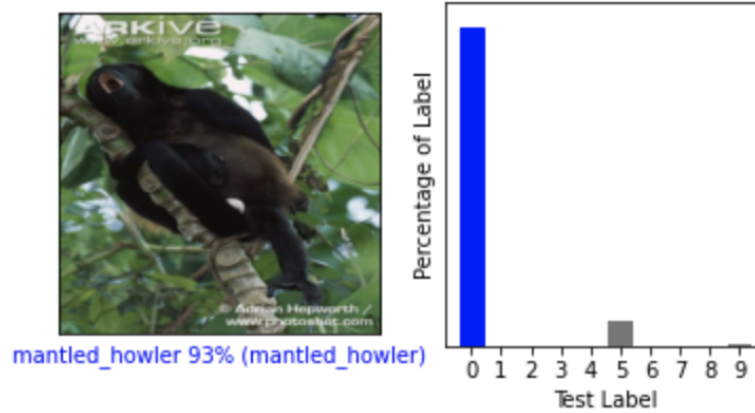 ARKIVE
www.arkive.org
© Adrian Hepworth /
www.photoshot.com
mantled_howler 93% (mantled_howler)
Percentage of Label
0 1 2 3 4 5 6 7 8 9
Test Label